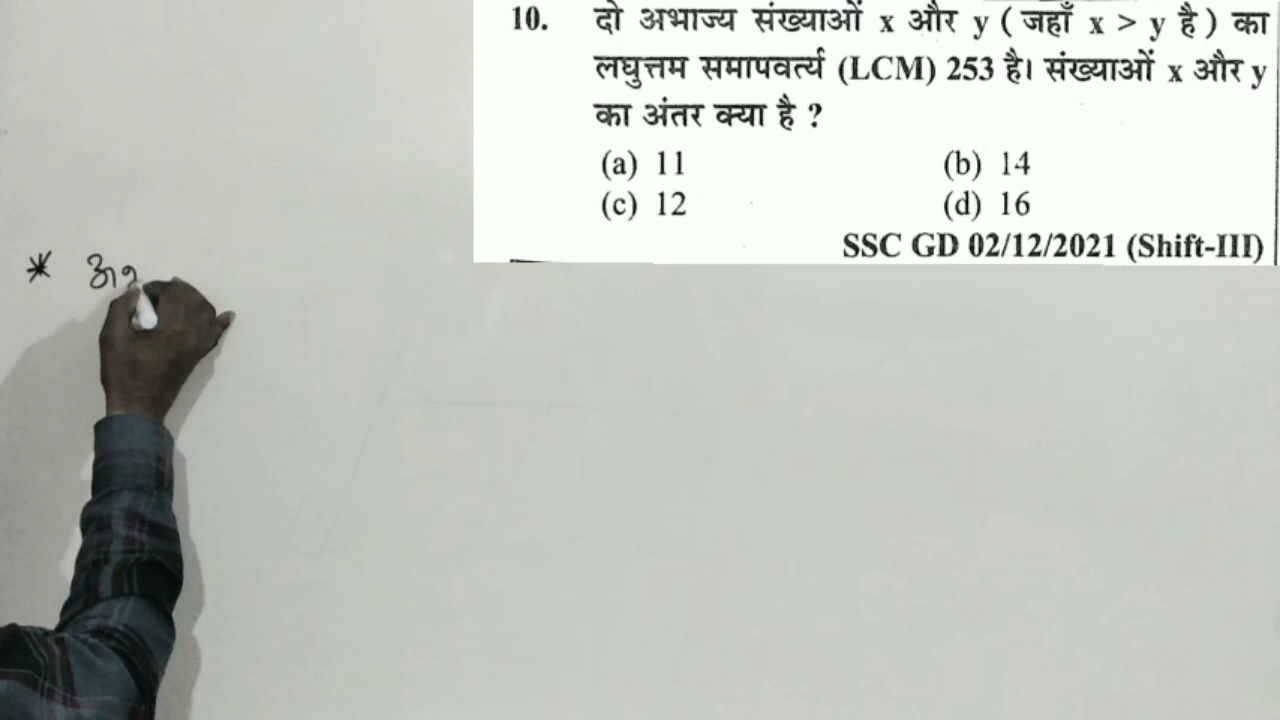 10. दो अभाज्य संख्याओं x और y ( जहाँ x > y है ) का
लघुत्तम समापवर्त्य (LCM) 253 है। संख्याओं x और y
का अंतर क्या है ?
(a) 11 (b) 14
(c) 12 (d) 16
SSC GD 02/12/2021 (Shift-III)
* अ